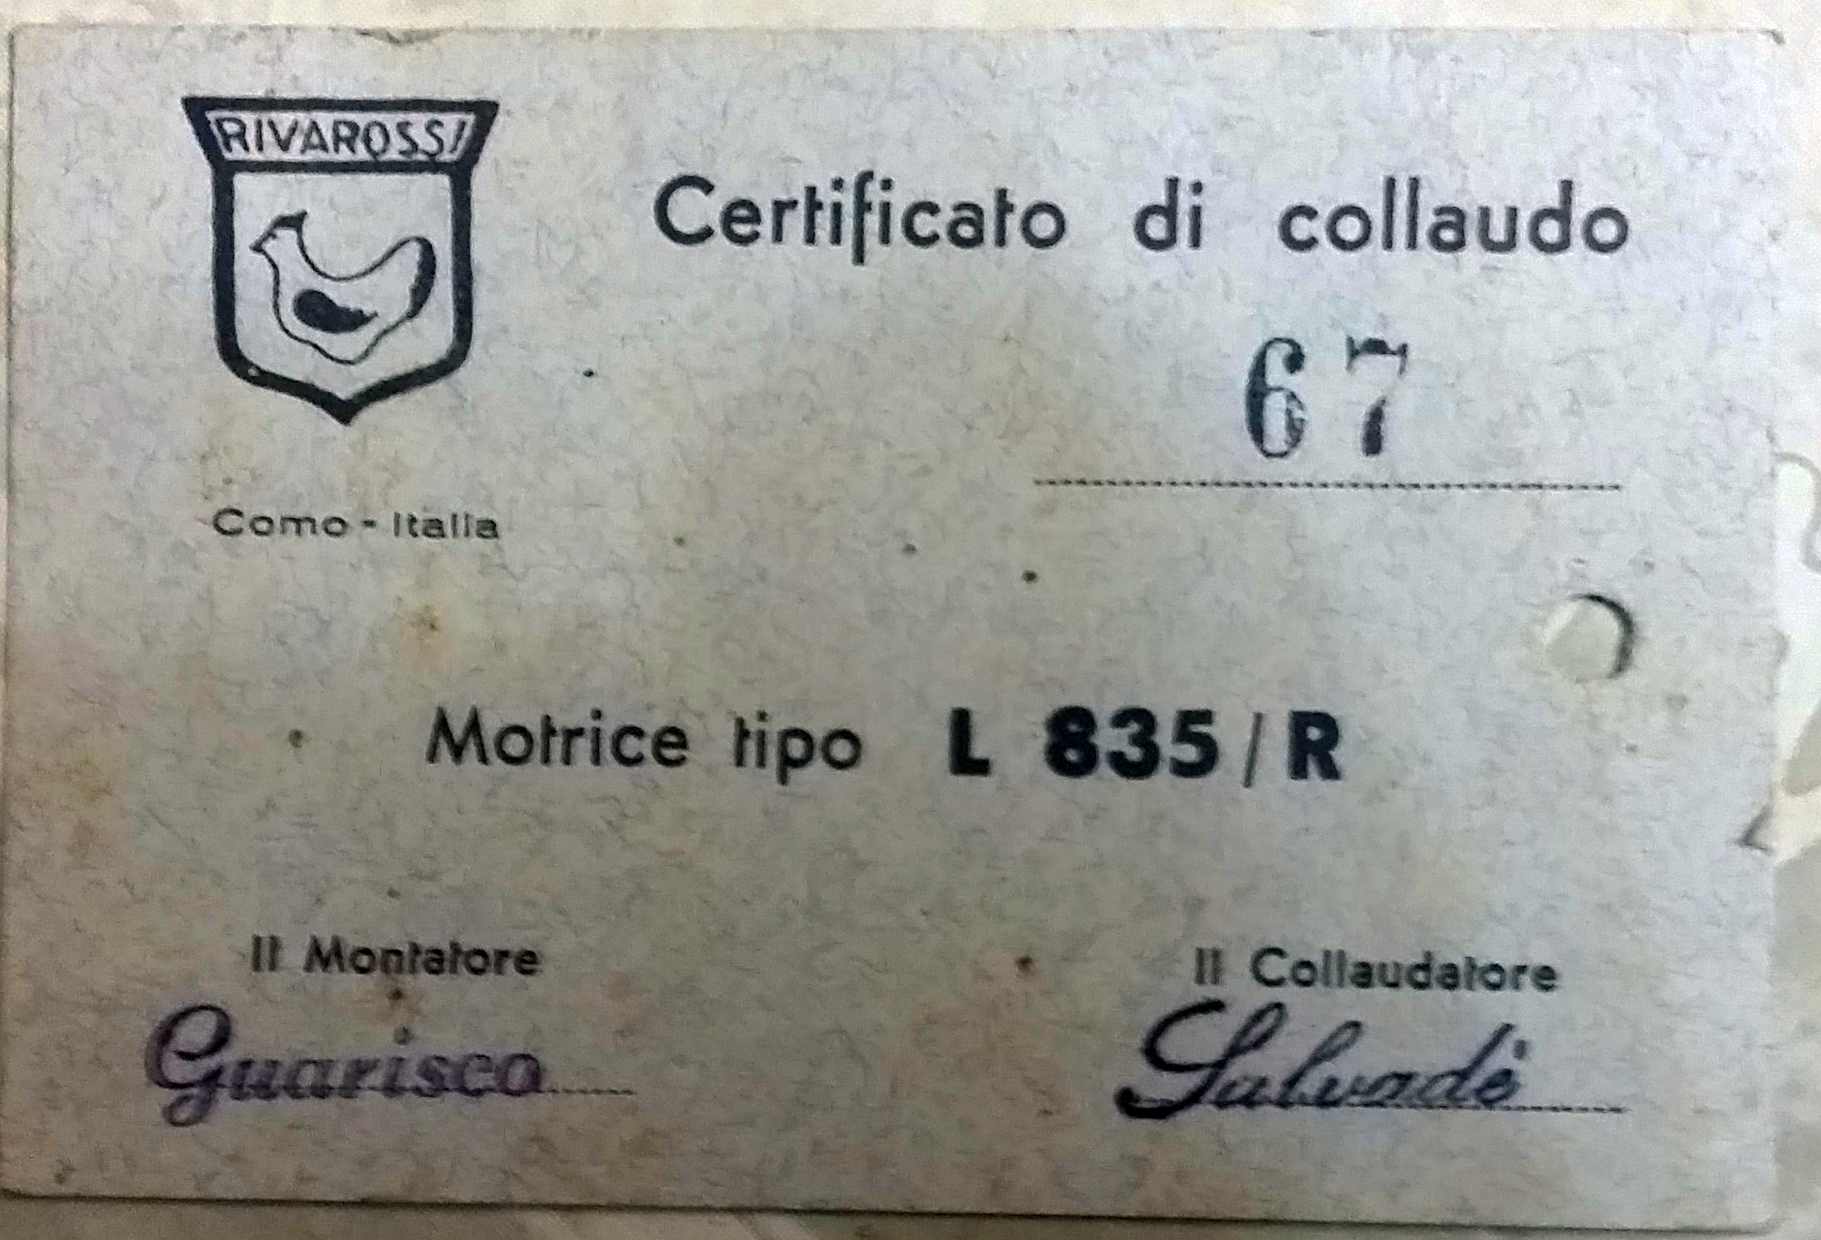 RIVAROSSI
Certificato di collaudo
67
Como - Italia
Motrice tipo L 835/R
Il Montatore
Il Collaudatore
Guarisco
Salvadè